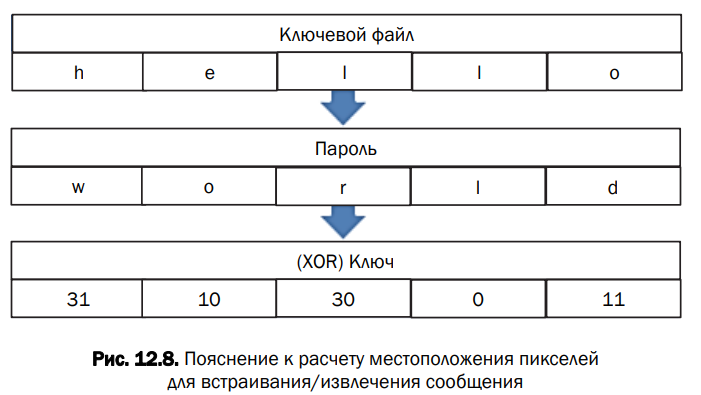 Ключевой файл
h e l l o
Пароль
w o r l d
(XOR) Ключ
31 10 30 0 11
Рис. 12.8. Пояснение к расчету местоположения пикселей
для встраивания/извлечения сообщения